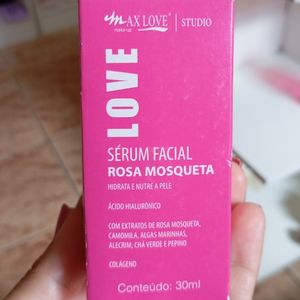 MAX LOVE® | STUDIO
make-up
LOVE
SÉRUM FACIAL
ROSA MOSQUETA
HIDRATA E NUTRE A PELE
ÁCIDO HIALURÔNICO
COM EXTRATOS DE ROSA MOSQUETA,
CAMOMILA, ALGAS MARINHAS,
ALECRIM, CHÁ VERDE E PEPINO
COLÁGENO
Conteúdo: 30ml